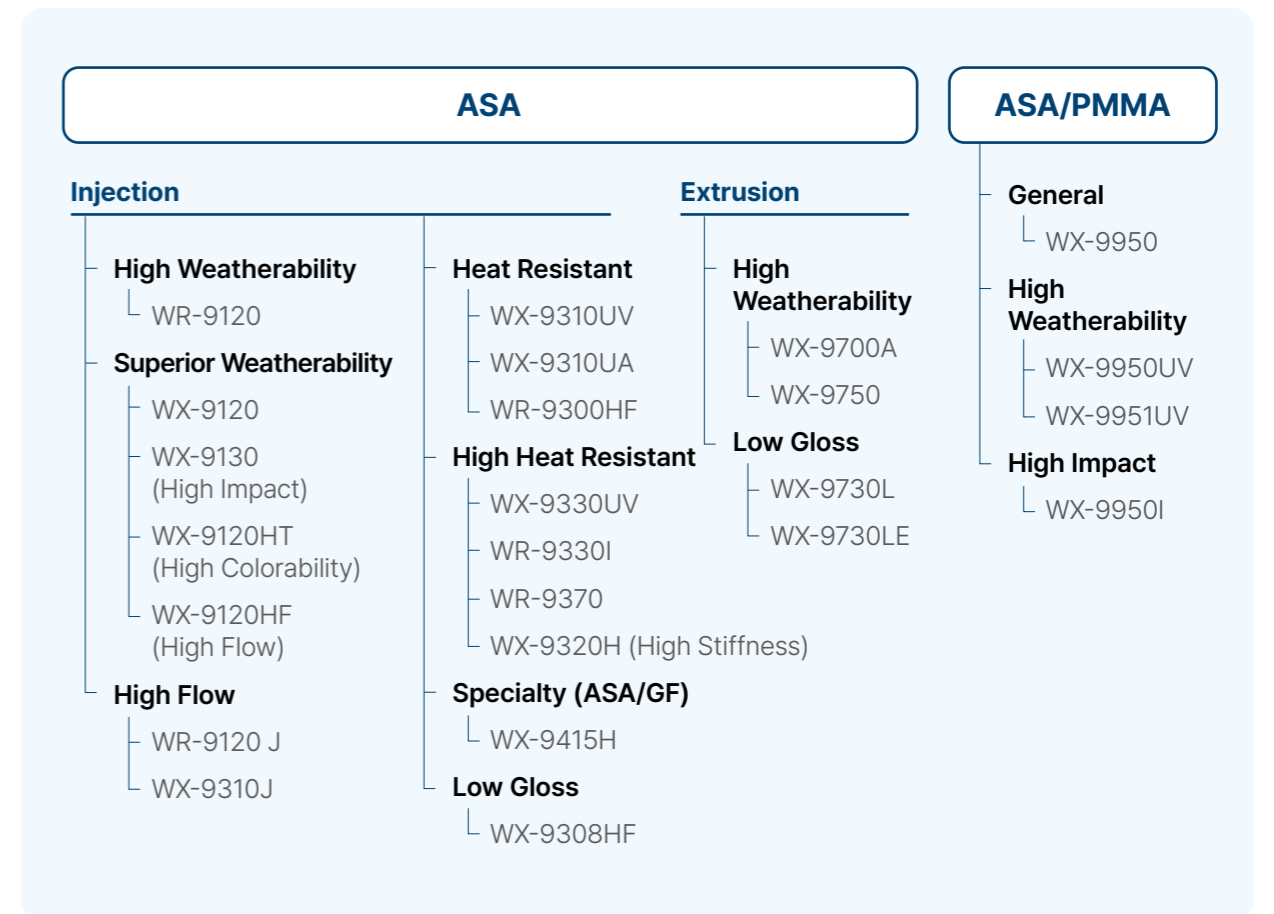 ASA
Injection
High Weatherability
WR-9120
Superior Weatherability
WX-9120
WX-9130
(High Impact)
WX-9120HT
(High Colorability)
WX-9120HF
(High Flow)
High Flow
WR-9120 J
WX-9310J
Heat Resistant
WX-9310UV
WX-9310UA
WR-9300HF
High Heat Resistant
WX-9330UV
WR-9330I
WR-9370
WX-9320H (High Stiffness)
Specialty (ASA/GF)
WX-9415H
Low Gloss
WX-9308HF
Extrusion
High
Weatherability
WX-9700A
WX-9750
Low Gloss
WX-9730L
WX-9730LE
ASA/PMMA
General
WX-9950
High
Weatherability
WX-9950UV
WX-9951UV
High Impact
WX-9950I